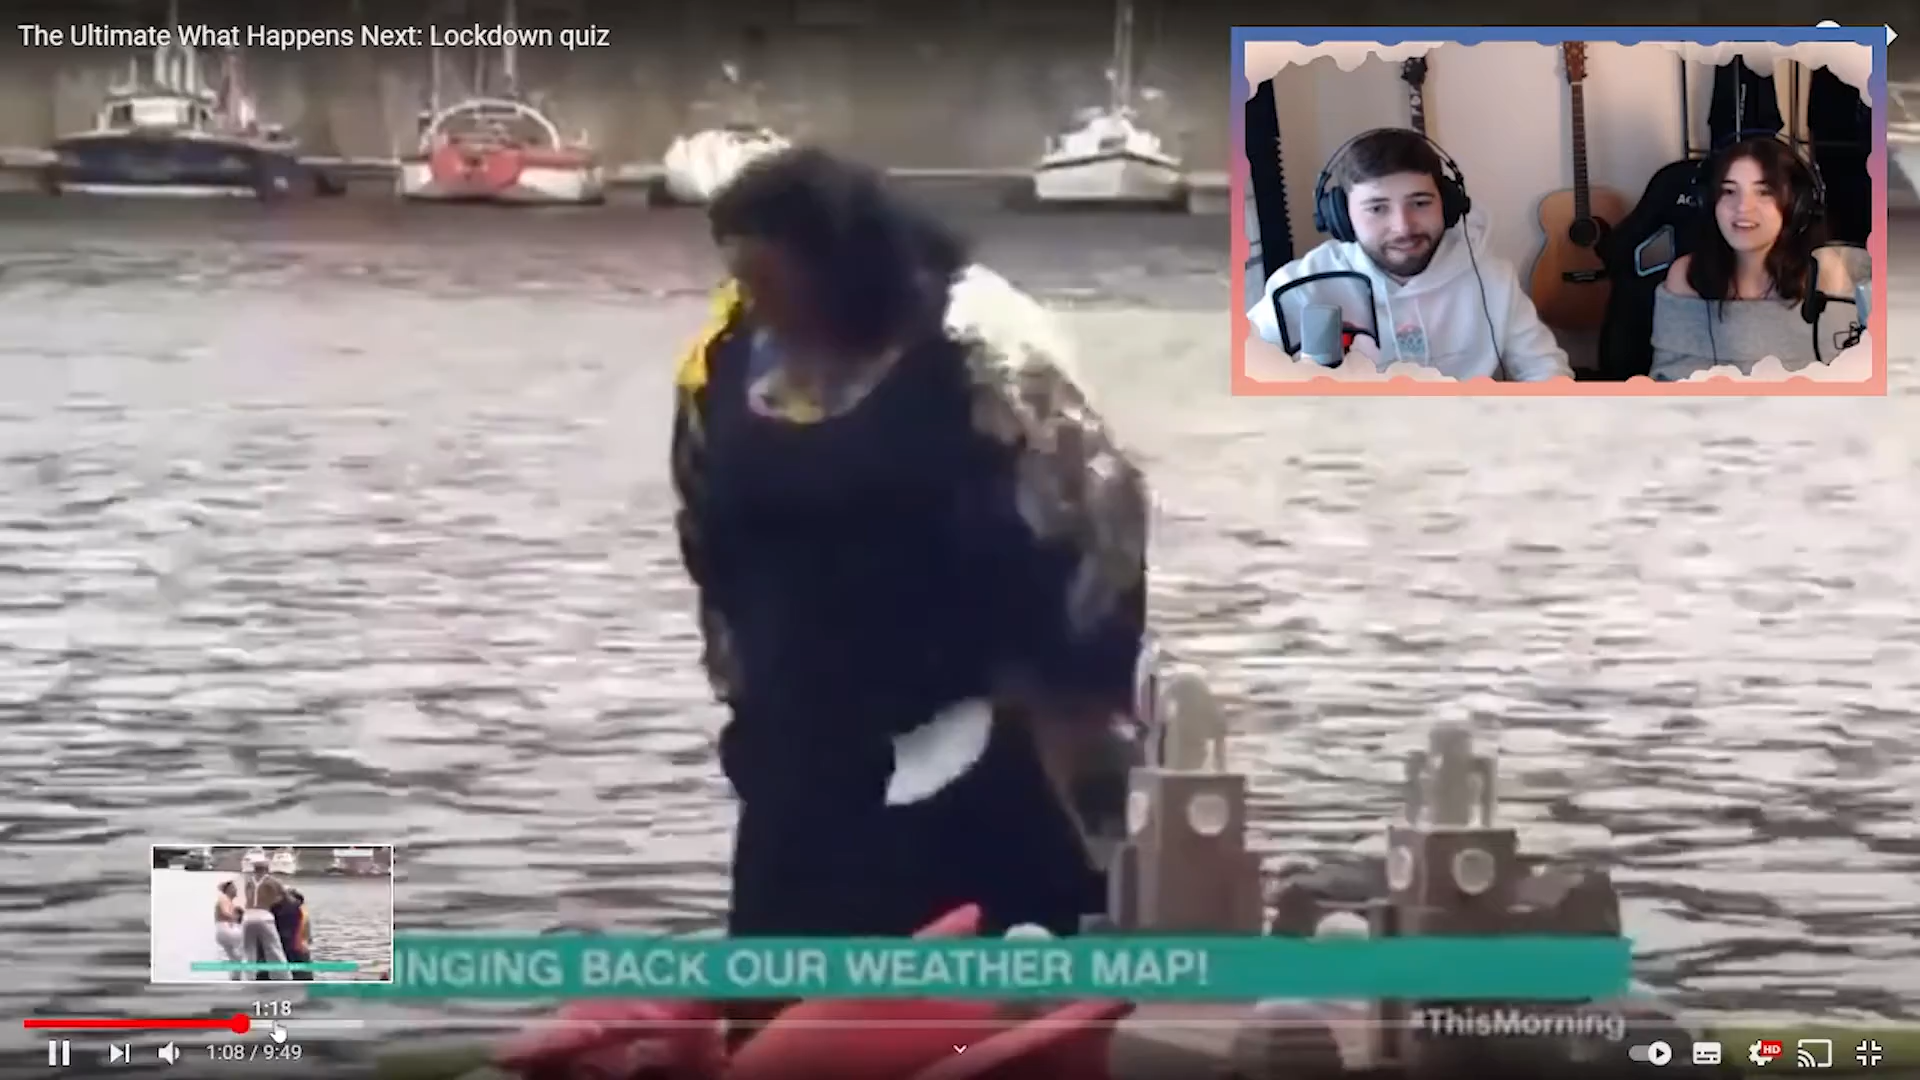 The Ultimate What Happens Next: Lockdown quiz
INGING BACK OUR WEATHER MAP!
#ThisMorning
1:18
1:08 / 9:49
HD